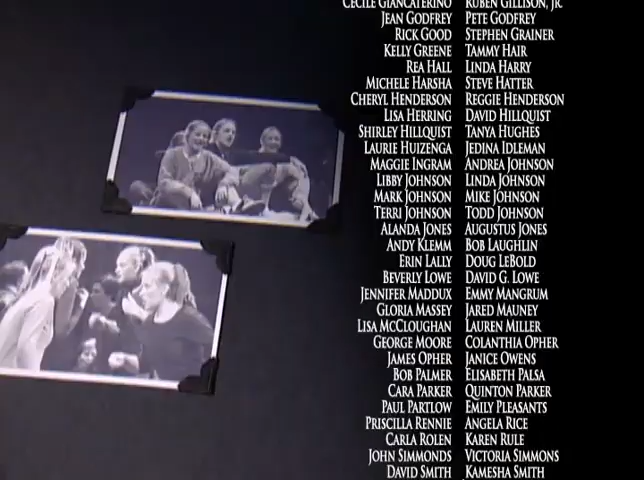 CECILE GIANCATERINO RUBEN GILLISON, JR.
JEAN GODFREY PETE GODFREY
RICK GOOD STEPHEN GRAINER
KELLY GREENE TAMMY HAIR
REA HALL LINDA HARRY
MICHELE HARSHA STEVE HATTER
CHERYL HENDERSON REGGIE HENDERSON
LISA HERRING DAVID HILLQUIST
SHIRLEY HILLQUIST TANYA HUGHES
LAURIE HUIZENGA JEDINA IDLEMAN
MAGGIE INGRAM ANDREA JOHNSON
LIBBY JOHNSON LINDA JOHNSON
MARK JOHNSON MIKE JOHNSON
TERRI JOHNSON TODD JOHNSON
ALANDA JONES AUGUSTUS JONES
ANDY KLEMM BOB LAUGHLIN
ERIN LALLY DOUG LEBOLD
BEVERLY LOWE DAVID G. LOWE
JENNIFER MADDUX EMMY MANGRUM
GLORIA MASSEY JARED MAUNEY
LISA MCCLOUGHAN LAUREN MILLER
GEORGE MOORE COLANTHIA OPHER
JAMES OPHER JANICE OWENS
BOB PALMER ELISABETH PALSA
CARA PARKER QUINTON PARKER
PAUL PARTLOW EMILY PLEASANTS
PRISCILLA RENNIE ANGELA RICE
CARLA ROLEN KAREN RULE
JOHN SIMMONDS VICTORIA SIMMONS
DAVID SMITH KAMESHA SMITH